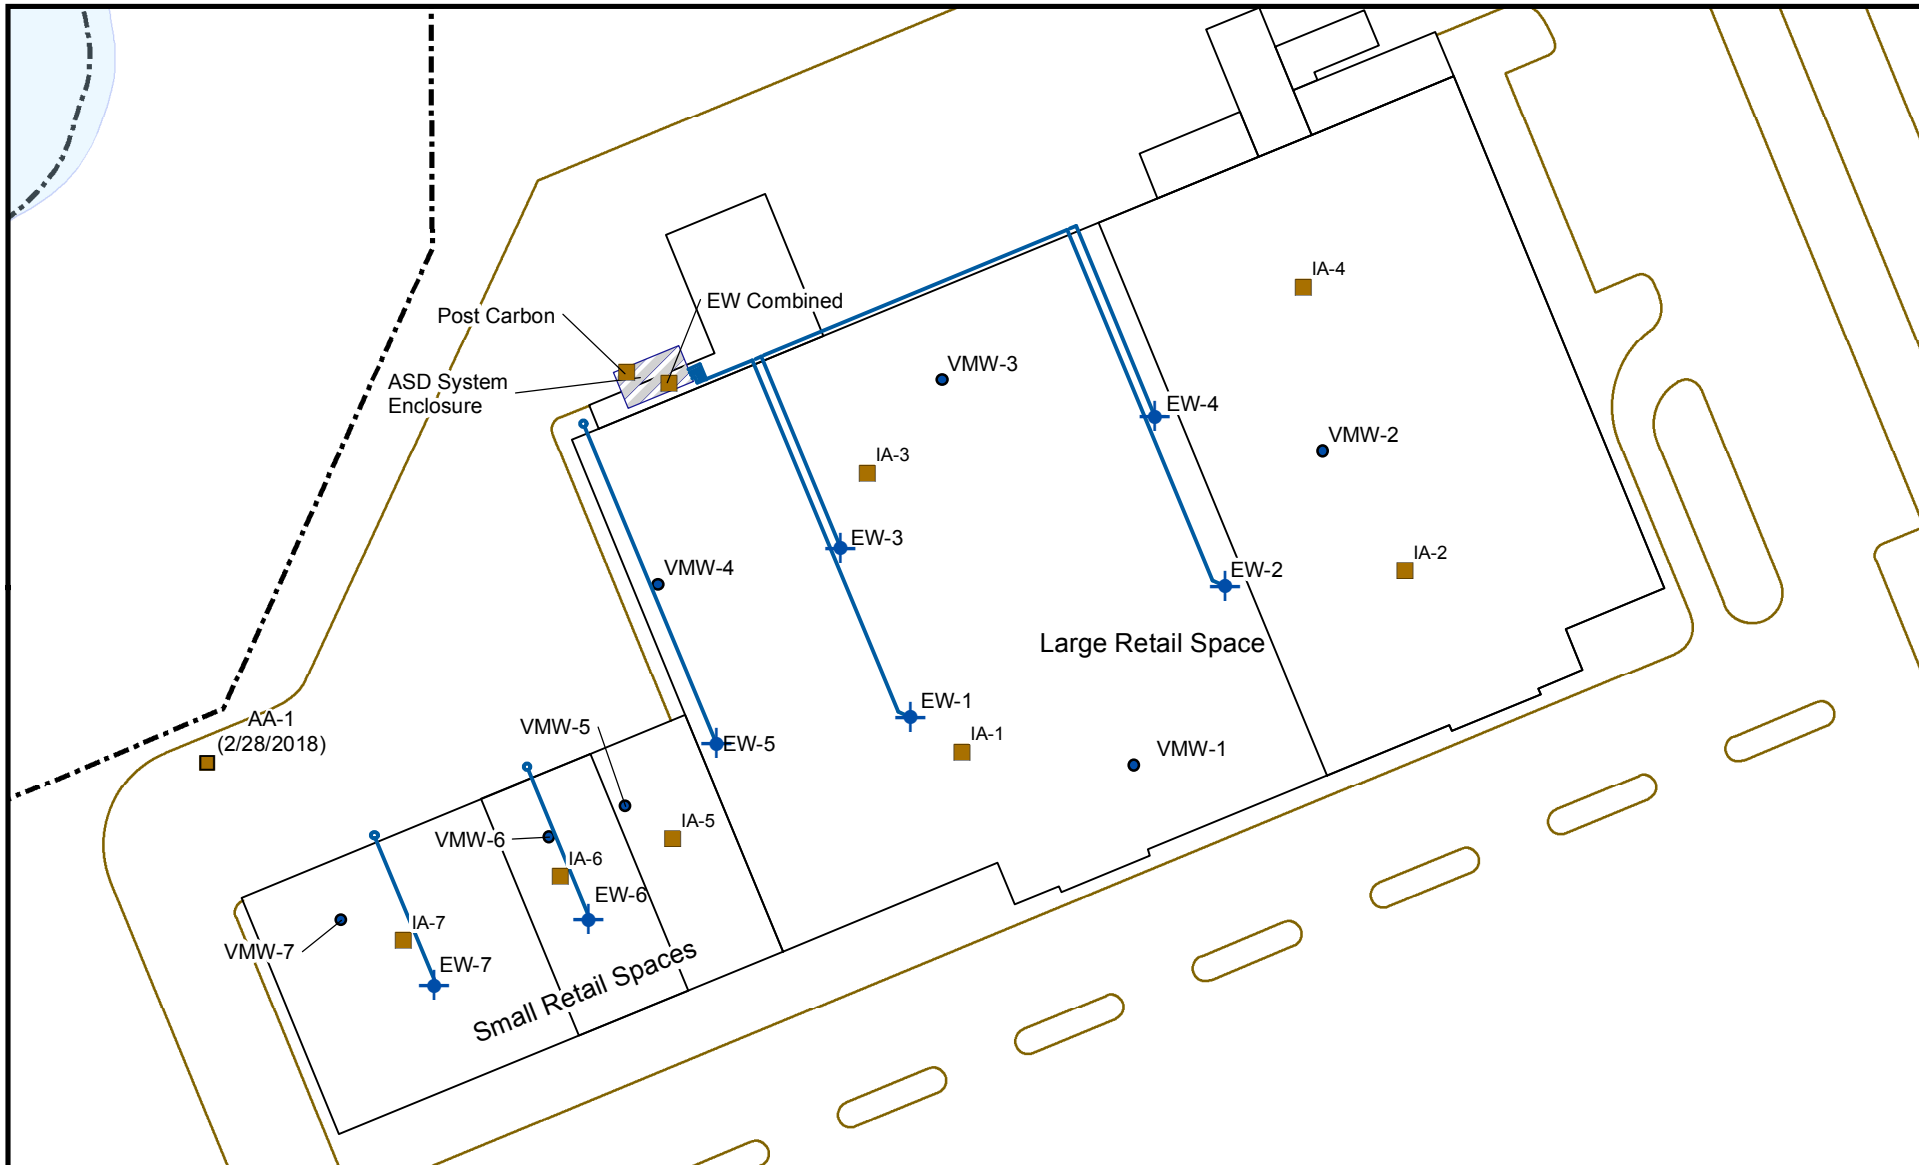 IA-4
EW Combined
Post Carbon
VMW-3
ASD System
Enclosure
EW-4
VMW-2
IA-3
EW-3
IA-2
VMW-4
EW-2
Large Retail Space
EW-1
AA-1
(2/28/2018)
VMW-5
EW-5
IA-1
VMW-1
IA-5
VMW-6
IA-6
EW-6
IA-7
VMW-7
EW-7
Small Retail Spaces